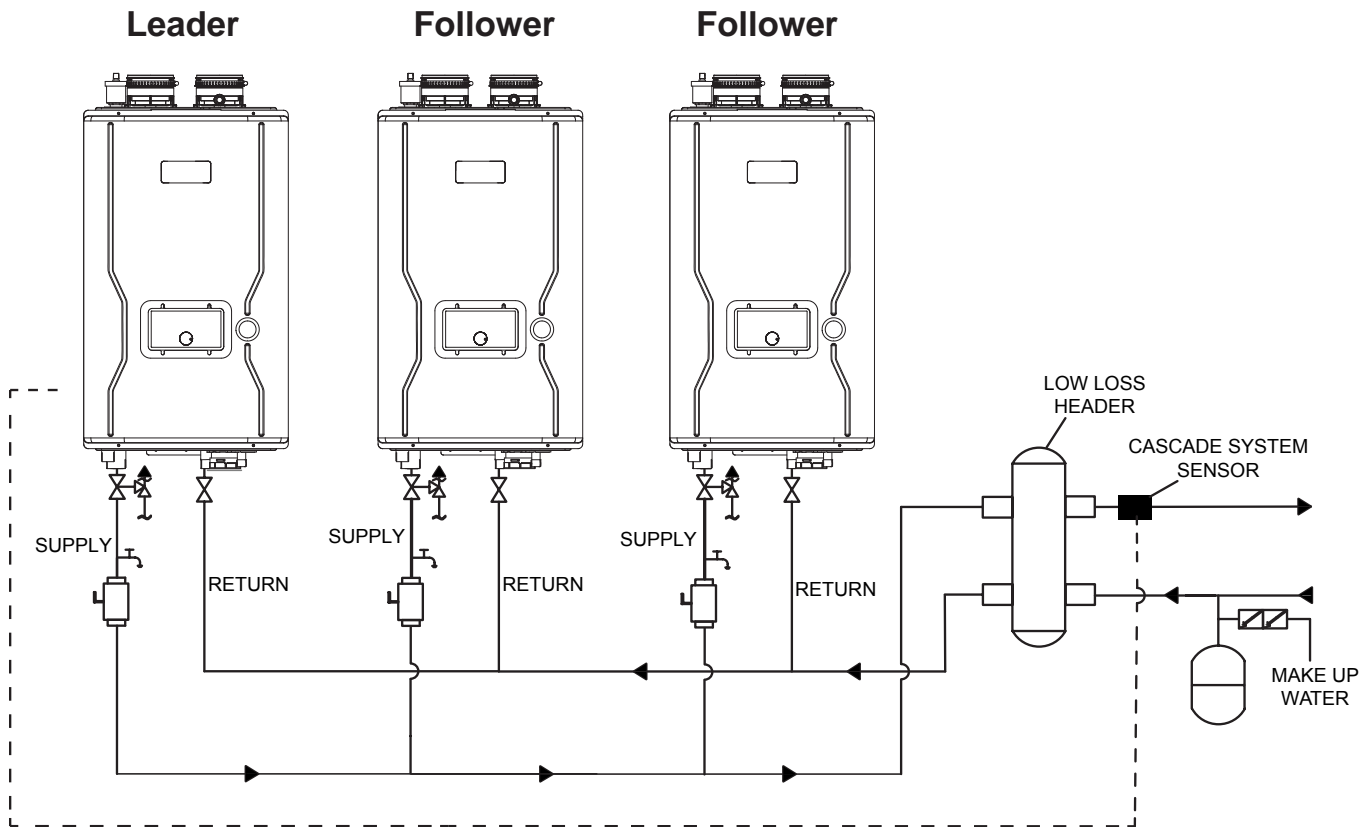 Leader
Follower
Follower
LOW LOSS
HEADER
CASCADE SYSTEM
SENSOR
SUPPLY
SUPPLY
SUPPLY
RETURN
RETURN
RETURN
MAKE UP
WATER